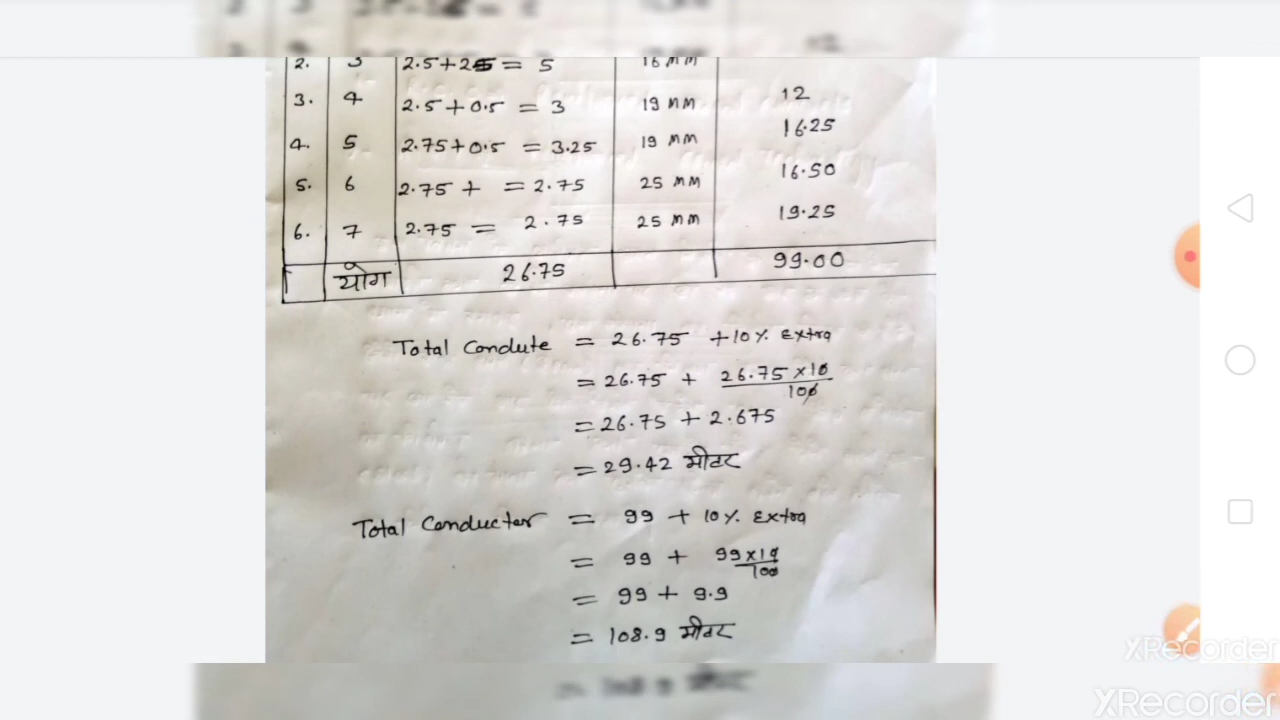 2. 3 2.5+2.5 = 5 16 MM
3. 4 2.5+0.5 = 3 19 MM 12
4. 5 2.75+0.5 = 3.25 19 MM 16.25
5. 6 2.75 + = 2.75 25 MM 16.50
6. 7 2.75 = 2.75 25 MM 19.25
योग 26.75 99.00
Total Condute = 26.75 +10%. Extra
= 26.75 + 26.75 x 10 / 100
= 26.75 + 2.675
= 29.42 मीटर
Total Conducter = 99 + 10%. Extra
= 99 + 99 x 10 / 100
= 99 + 9.9
= 108.9 मीटर
XRecorder
XRecorder